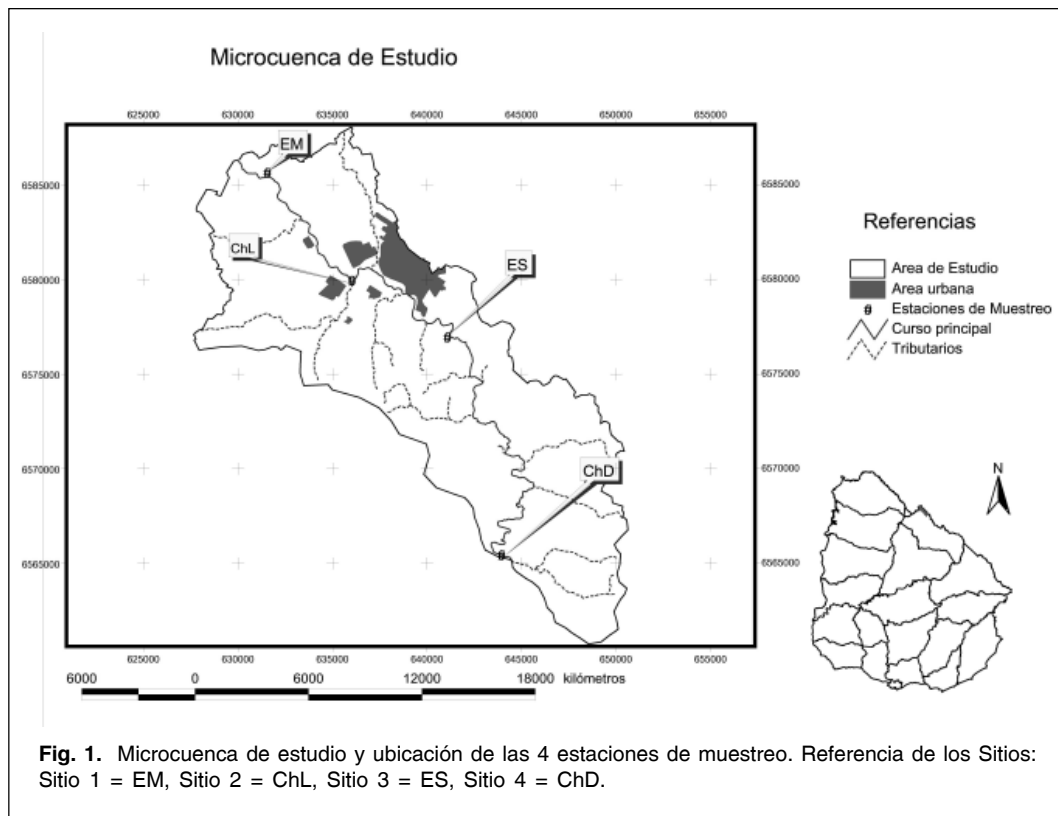 Microcuenca de Estudio
625000 630000 635000 640000 645000 650000 655000
EM
6585000 6585000
ChL
ES
6580000 6580000
6575000 6575000
ChD
6570000 6570000
6565000 6565000
625000 630000 635000 640000 645000 650000 655000
6000 0 6000 12000 18000 kilómetros
Referencias
Area de Estudio
Area urbana
Estaciones de Muestreo
Curso principal
Tributarios
N
Fig. 1. Microcuenca de estudio y ubicación de las 4 estaciones de muestreo. Referencia de los Sitios:
Sitio 1 = EM, Sitio 2 = ChL, Sitio 3 = ES, Sitio 4 = ChD.